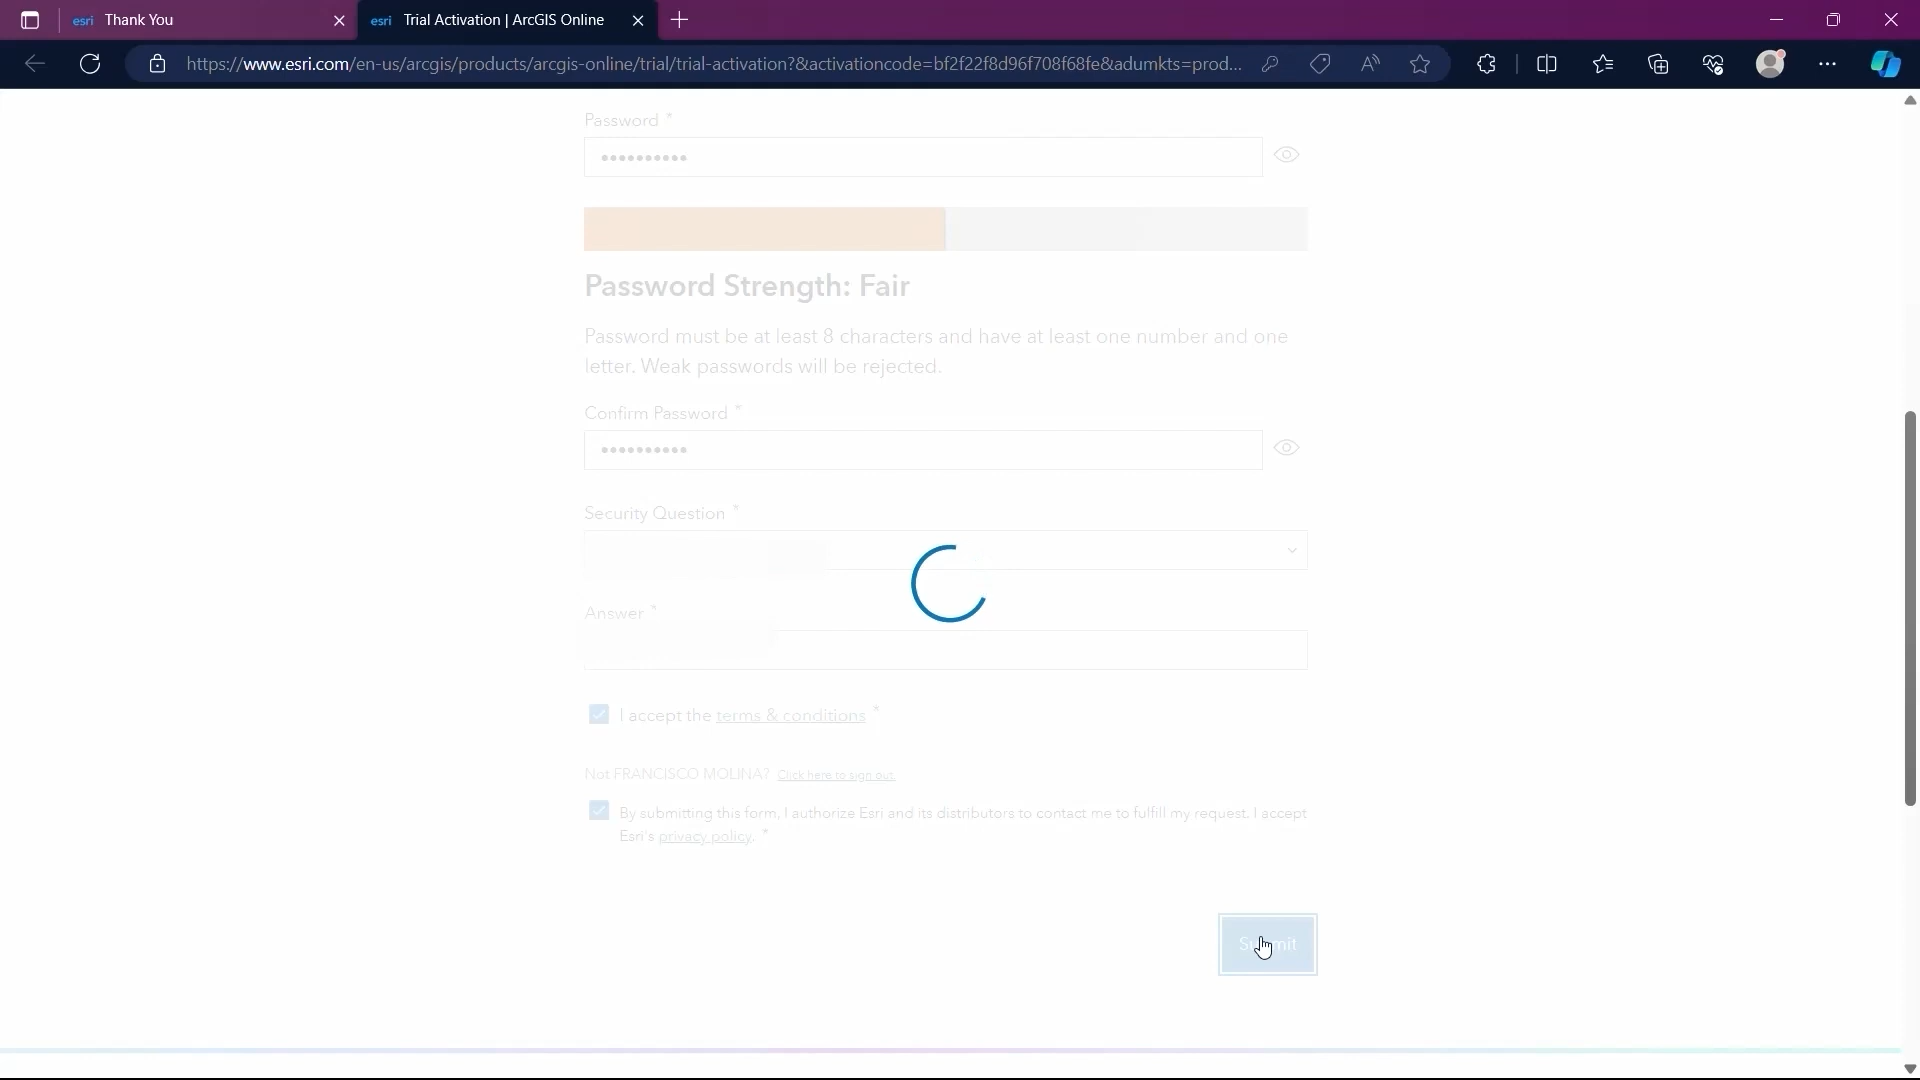 esri Thank You
esri Trial Activation | ArcGIS Online
https://www.esri.com/en-us/arcgis/products/arcgis-online/trial/trial-activation?&activationcode=bf2f22f8d96f708f68fe&adumkts=prod...
Password *
Password Strength: Fair
Password must be at least 8 characters and have at least one number and one
letter. Weak passwords will be rejected.
Confirm Password *
Security Question *
Answer *
I accept the terms & conditions *
Not FRANCISCO MOLINA? Click here to sign out.
By submitting this form, I authorize Esri and its distributors to contact me to fulfill my request. I accept
Esri's privacy policy. *
Submit